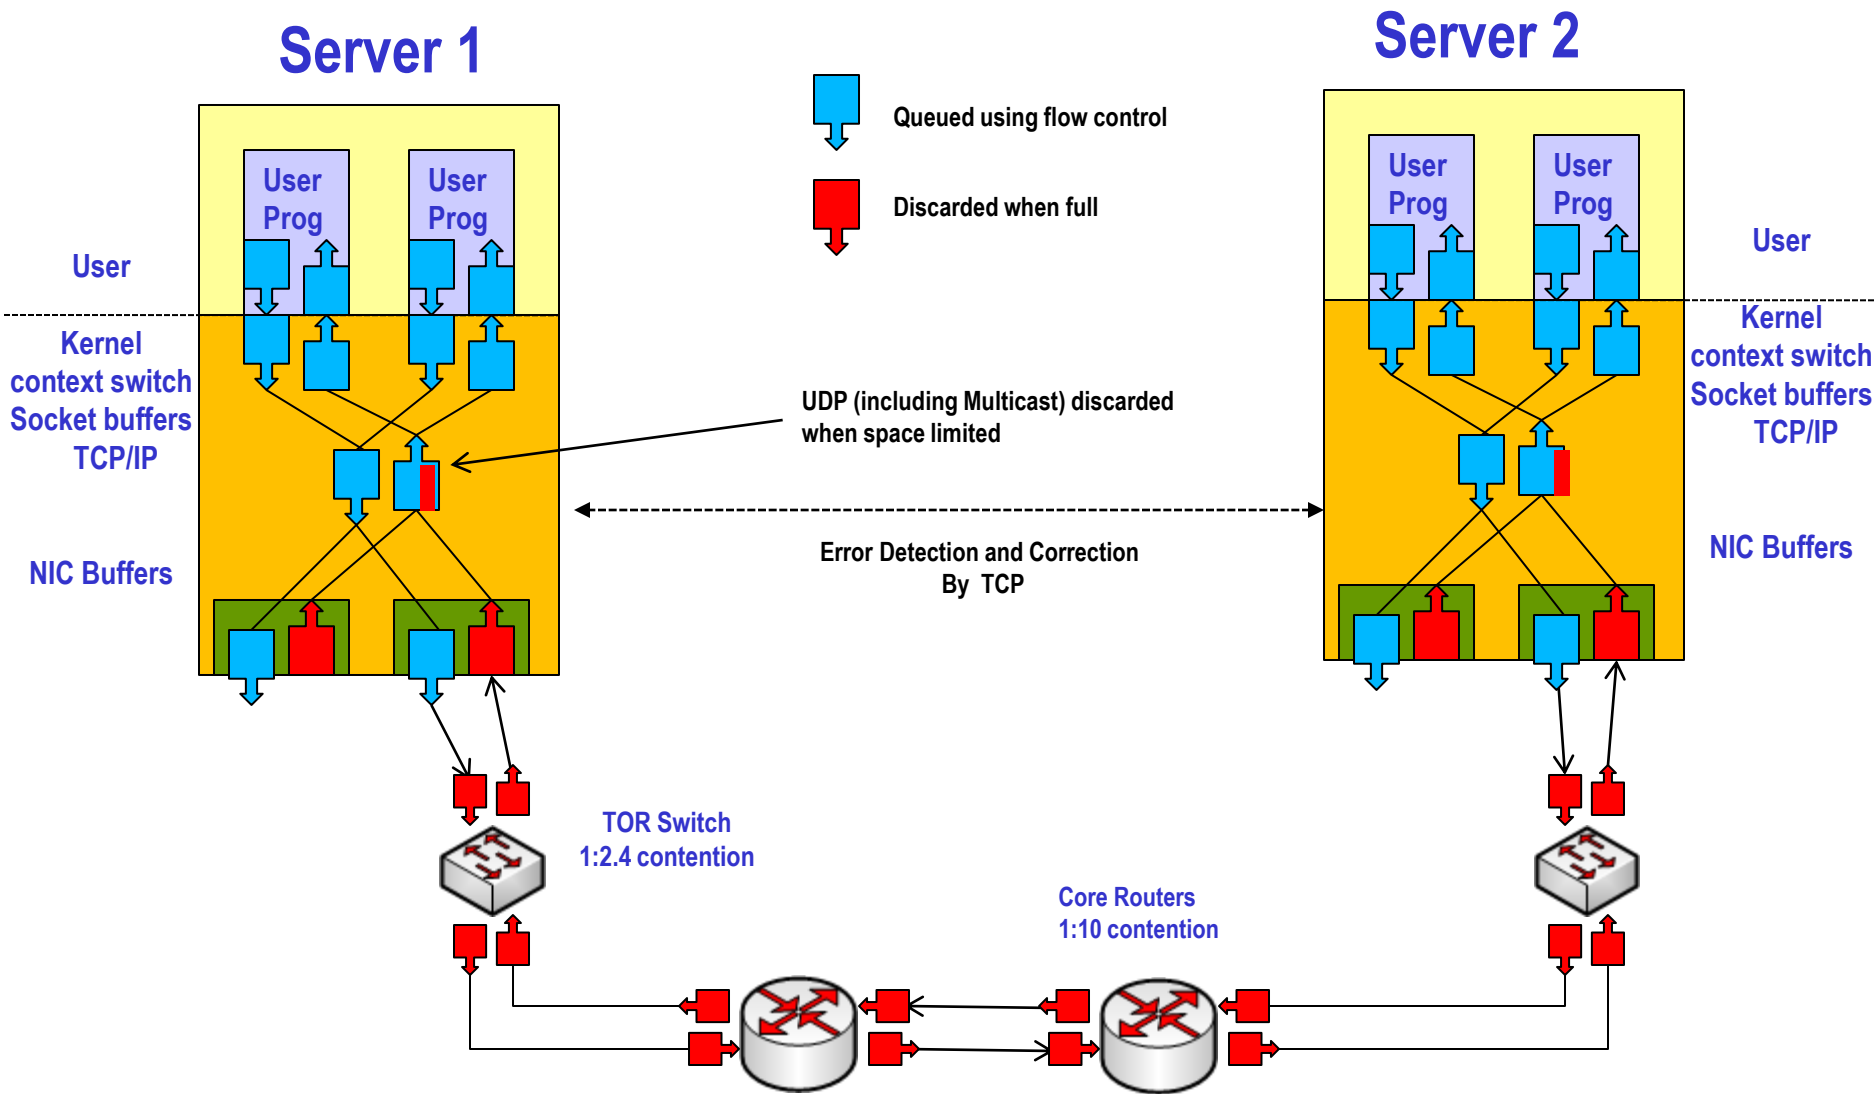 Server 1
Server 2
Queued using flow control
Discarded when full
User
Prog
User
Prog
User
Prog
User
Prog
User
User
Kernel
context switch
Socket buffers
TCP/IP
Kernel
context switch
Socket buffers
TCP/IP
UDP (including Multicast) discarded
when space limited
Error Detection and Correction
By TCP
NIC Buffers
NIC Buffers
TOR Switch
1:2.4 contention
Core Routers
1:10 contention